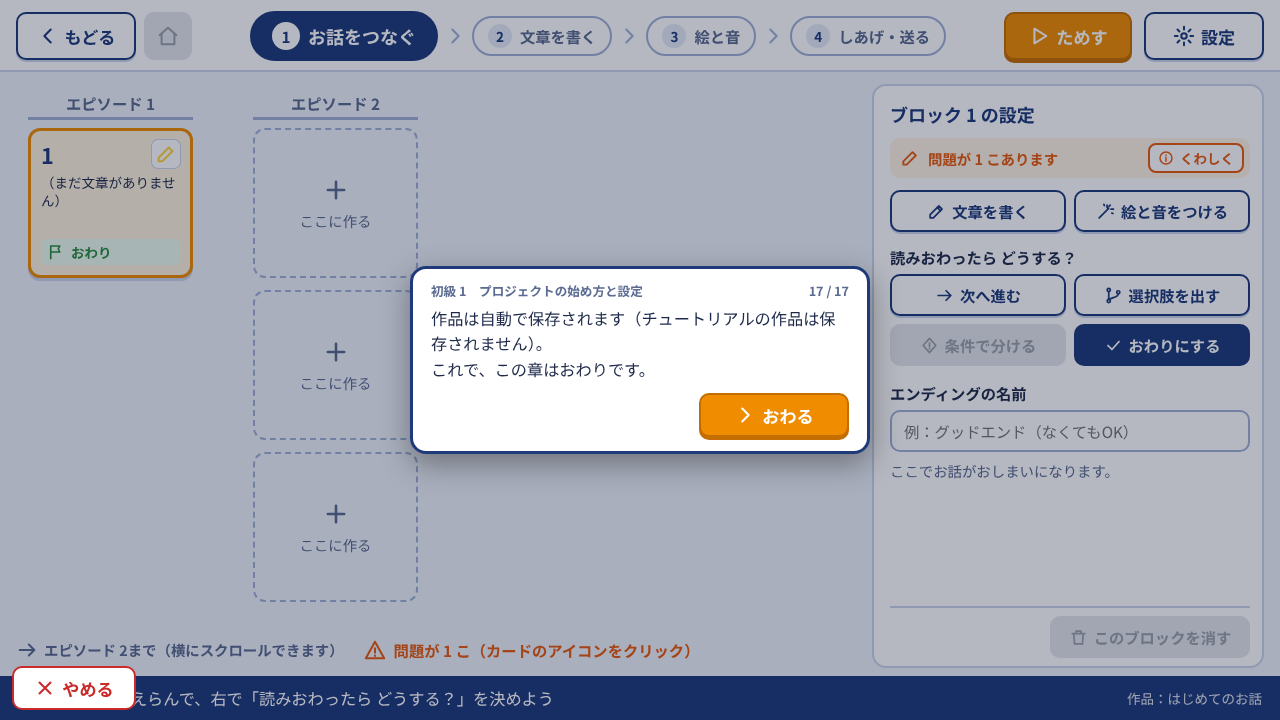 もどる
1 お話をつなぐ
2 文章を書く
3 絵と音
4 しあげ・送る
ためす
設定
エピソード 1
エピソード 2
1
（まだ文章がありませ
ん）
おわり
ここに作る
ここに作る
ここに作る
初級 1　プロジェクトの始め方と設定
17 / 17
作品は自動で保存されます（チュートリアルの作品は保
存されません）。
これで、この章はおわりです。
おわる
ブロック 1 の設定
問題が 1 こあります
くわしく
文章を書く
絵と音をつける
読みおわったら どうする？
次へ進む
選択肢を出す
条件で分ける
おわりにする
エンディングの名前
例：グッドエンド（なくてもOK）
ここでお話がおしまいになります。
このブロックを消す
エピソード 2まで（横にスクロールできます）
問題が 1 こ（カードのアイコンをクリック）
やめる
えらんで、右で「読みおわったら どうする？」を決めよう
作品：はじめてのお話